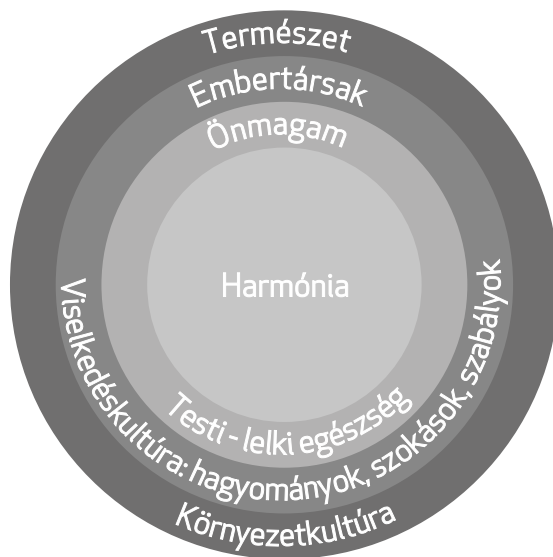 Természet
Embertársak
Önmagam
Harmónia
Testi - lelki egészség
Viselkedéskultúra: hagyományok, szokások, szabályok
Környezetkultúra